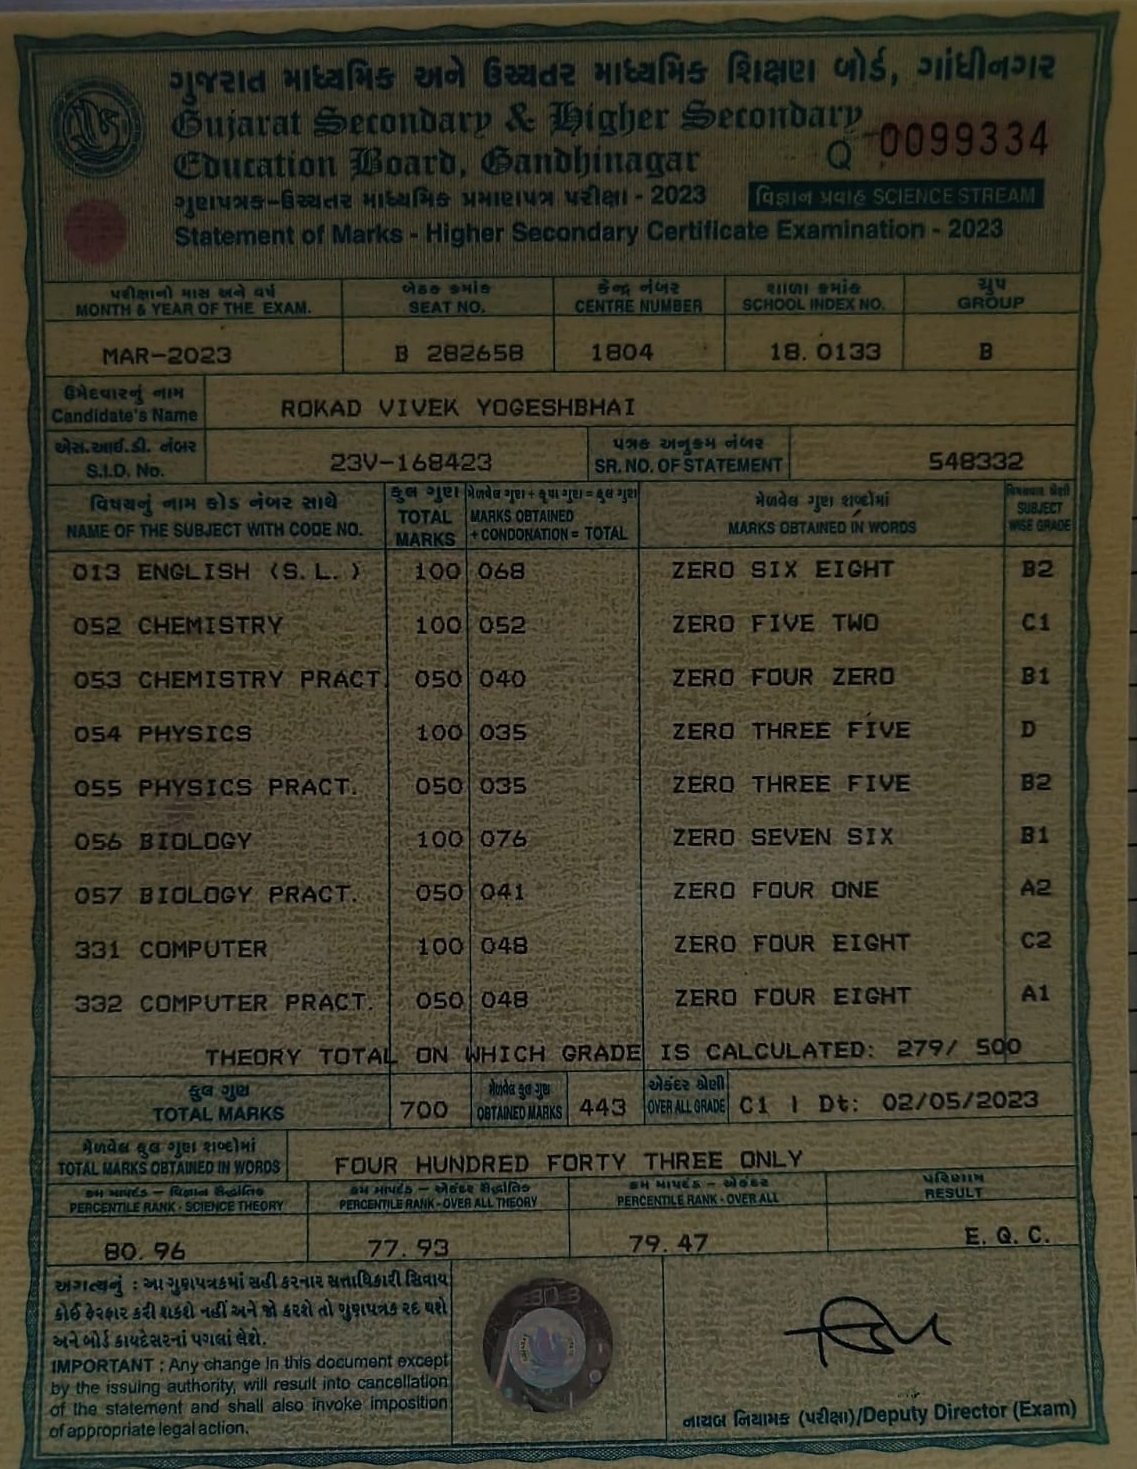 ગુજરાત માધ્યમિક અને ઉચ્ચતર માધ્યમિક શિક્ષણ બોર્ડ, ગાંધીનગર
Gujarat Secondary & Higher Secondary
Education Board, Gandhinagar
Q 0099334
ગુણપત્રક-ઉચ્ચતર માધ્યમિક પ્રમાણપત્ર પરીક્ષા - 2023
વિજ્ઞાન પ્રવાહ SCIENCE STREAM
Statement of Marks - Higher Secondary Certificate Examination - 2023
પરીક્ષાનો માસ અને વર્ષ બેઠક ક્રમાંક કેન્દ્ર નંબર શાળા ક્રમાંક ગ્રુપ
MONTH & YEAR OF THE EXAM. SEAT NO. CENTRE NUMBER SCHOOL INDEX NO. GROUP
MAR-2023 B 282658 1804 18.0133 B
ઉમેદવારનું નામ
Candidate's Name ROKAD VIVEK YOGESHBHAI
એસ.આઈ.ડી. નંબર પત્રક અનુક્રમ નંબર
S.I.D. No. 23V-168423 SR. NO. OF STATEMENT 548332
વિષયનું નામ કોડ નંબર સાથે કુલ ગુણ મેળવેલ ગુણ + કૃપા ગુણ = કુલ ગુણ મેળવેલ ગુણ શબ્દોમાં વિષયવાર શ્રેણી
NAME OF THE SUBJECT WITH CODE NO. TOTAL MARKS MARKS OBTAINED + CONDONATION = TOTAL MARKS OBTAINED IN WORDS SUBJECT WISE GRADE
013 ENGLISH (S.L.) 100 068 ZERO SIX EIGHT B2
052 CHEMISTRY 100 052 ZERO FIVE TWO C1
053 CHEMISTRY PRACT 050 040 ZERO FOUR ZERO B1
054 PHYSICS 100 035 ZERO THREE FIVE D
055 PHYSICS PRACT. 050 035 ZERO THREE FIVE B2
056 BIOLOGY 100 076 ZERO SEVEN SIX B1
057 BIOLOGY PRACT. 050 041 ZERO FOUR ONE A2
331 COMPUTER 100 048 ZERO FOUR EIGHT C2
332 COMPUTER PRACT. 050 048 ZERO FOUR EIGHT A1
THEORY TOTAL ON WHICH GRADE IS CALCULATED: 279/ 500
કુલ ગુણ મેળવેલ કુલ ગુણ એકંદર શ્રેણી
TOTAL MARKS 700 OBTAINED MARKS 443 OVER ALL GRADE C1 | Dt: 02/05/2023
મેળવેલ કુલ ગુણ શબ્દોમાં
TOTAL MARKS OBTAINED IN WORDS FOUR HUNDRED FORTY THREE ONLY
ક્રમ માપદંડ – વિજ્ઞાન સૈદ્ધાંતિક ક્રમ માપદંડ – એકંદર સૈદ્ધાંતિક ક્રમ માપદંડ – એકંદર પરિણામ
PERCENTILE RANK - SCIENCE THEORY PERCENTILE RANK - OVER ALL THEORY PERCENTILE RANK - OVER ALL RESULT
80.96 77.93 79.47 E.Q.C.
અગત્યનું : આ ગુણપત્રકમાં સહી કરનાર સત્તાધિકારી સિવાય
કોઈ ફેરફાર કરી શકશે નહીં અને જો કરશે તો ગુણપત્રક રદ થશે
અને બોર્ડ કાયદેસરનાં પગલાં લેશે.
IMPORTANT : Any change in this document except
by the issuing authority, will result into cancellation
of the statement and shall also invoke imposition
of appropriate legal action.
નાયબ નિયામક (પરીક્ષા)/Deputy Director (Exam)